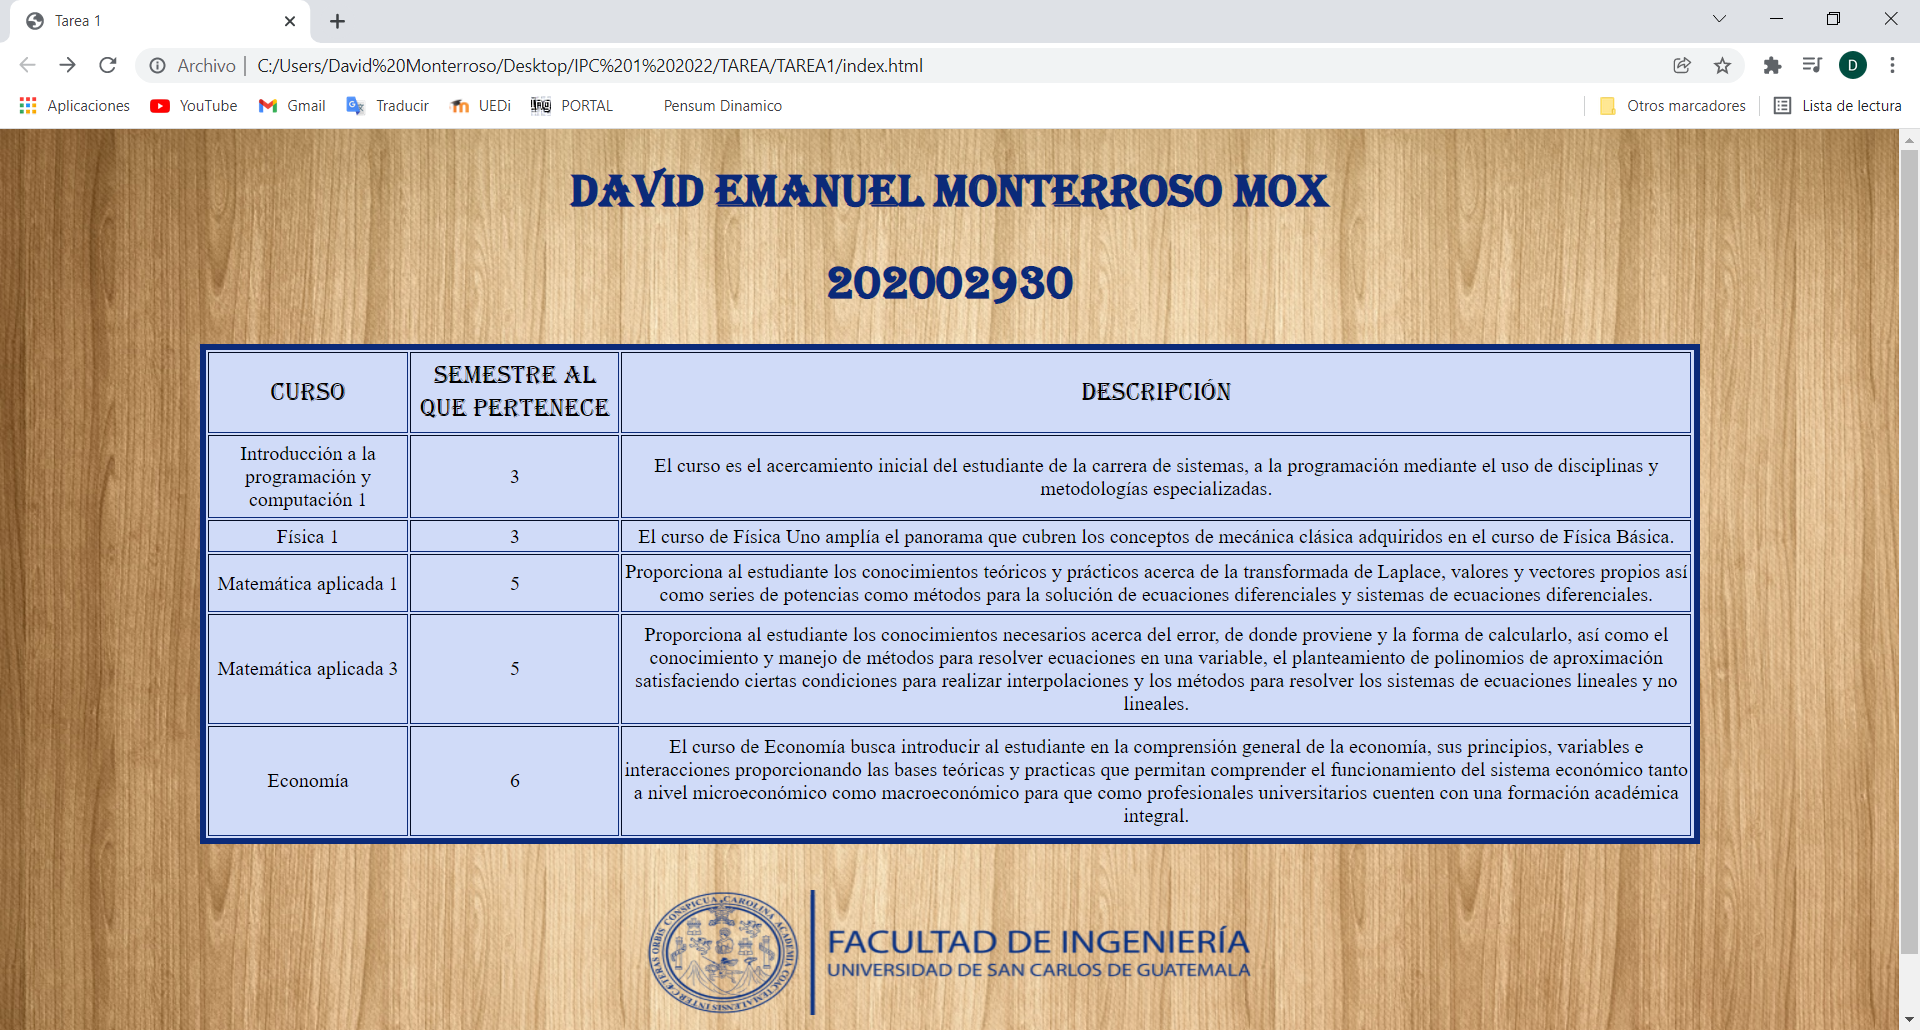 Tarea 1
Archivo | C:/Users/David%20Monterroso/Desktop/IPC%201%202022/TAREA/TAREA1/index.html
D
Aplicaciones YouTube Gmail Traducir UEDi PORTAL Pensum Dinamico Otros marcadores Lista de lectura
DAVID EMANUEL MONTERROSO MOX
202002930
CURSO
SEMESTRE AL
QUE PERTENECE
DESCRIPCIÓN
Introducción a la
programación y
computación 1
3
El curso es el acercamiento inicial del estudiante de la carrera de sistemas, a la programación mediante el uso de disciplinas y
metodologías especializadas.
Física 1
3
El curso de Física Uno amplía el panorama que cubren los conceptos de mecánica clásica adquiridos en el curso de Física Básica.
Matemática aplicada 1
5
Proporciona al estudiante los conocimientos teóricos y prácticos acerca de la transformada de Laplace, valores y vectores propios así
como series de potencias como métodos para la solución de ecuaciones diferenciales y sistemas de ecuaciones diferenciales.
Matemática aplicada 3
5
Proporciona al estudiante los conocimientos necesarios acerca del error, de donde proviene y la forma de calcularlo, así como el
conocimiento y manejo de métodos para resolver ecuaciones en una variable, el planteamiento de polinomios de aproximación
satisfaciendo ciertas condiciones para realizar interpolaciones y los métodos para resolver los sistemas de ecuaciones lineales y no
lineales.
Economía
6
El curso de Economía busca introducir al estudiante en la comprensión general de la economía, sus principios, variables e
interacciones proporcionando las bases teóricas y practicas que permitan comprender el funcionamiento del sistema económico tanto
a nivel microeconómico como macroeconómico para que como profesionales universitarios cuenten con una formación académica
integral.
CONSPICUA CAROLINA ACADEMIA COACTEMALENSIS INTER CAETERAS ORBIS
FACULTAD DE INGENIERÍA
UNIVERSIDAD DE SAN CARLOS DE GUATEMALA